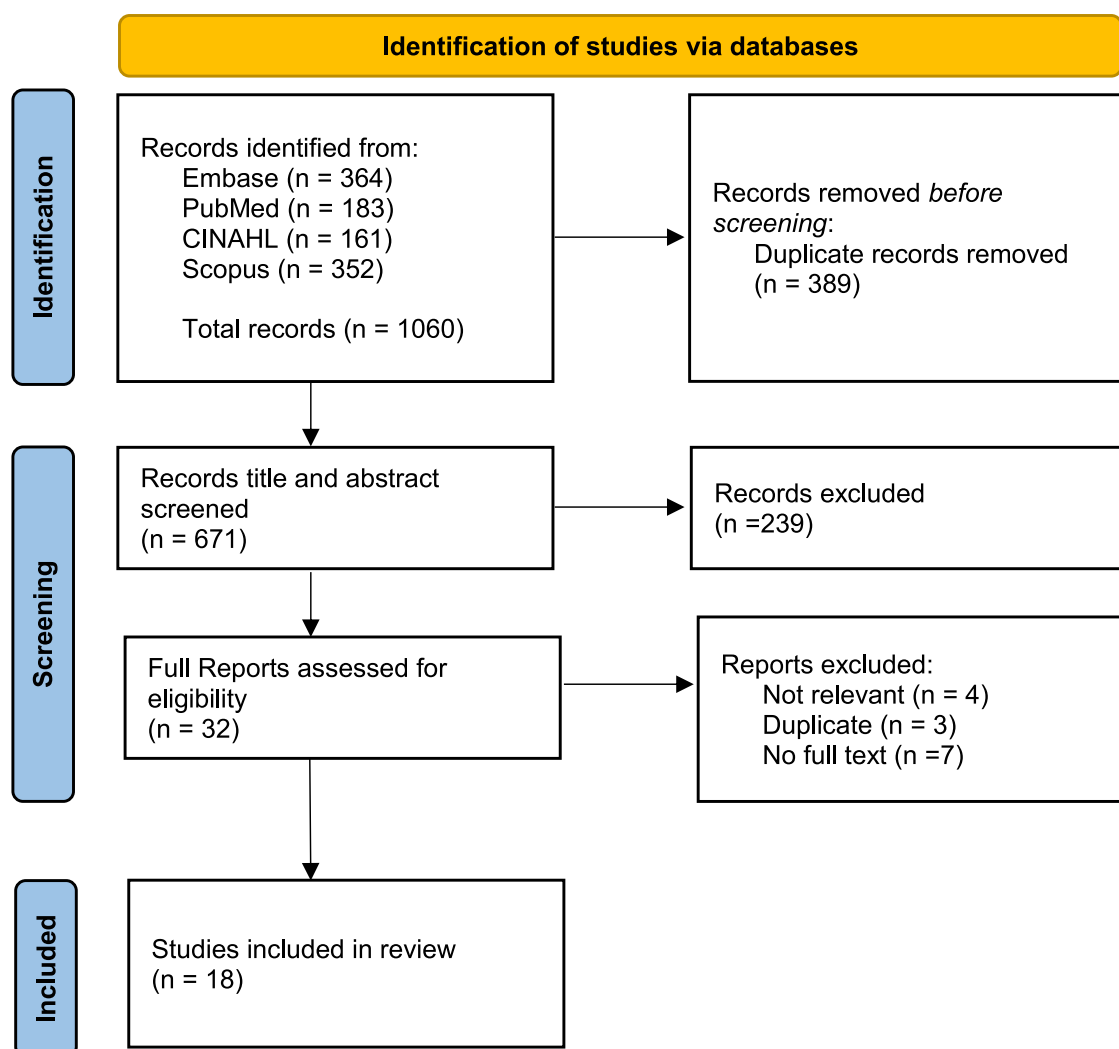 Identification of studies via databases
Identification
Records identified from:
Embase (n = 364)
PubMed (n = 183)
CINAHL (n = 161)
Scopus (n = 352)
Total records (n = 1060)
Records removed before
screening:
Duplicate records removed
(n = 389)
Screening
Records title and abstract
screened
(n = 671)
Records excluded
(n =239)
Full Reports assessed for
eligibility
(n = 32)
Reports excluded:
Not relevant (n = 4)
Duplicate (n = 3)
No full text (n =7)
Included
Studies included in review
(n = 18)